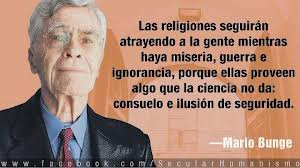 Las religiones seguirán
atrayendo a la gente mientras
haya miseria, guerra e
ignorancia, porque ellas proveen
algo que la ciencia no da:
consuelo e ilusión de seguridad.
—Mario Bunge
www.facebook.com/SecularHumanismo